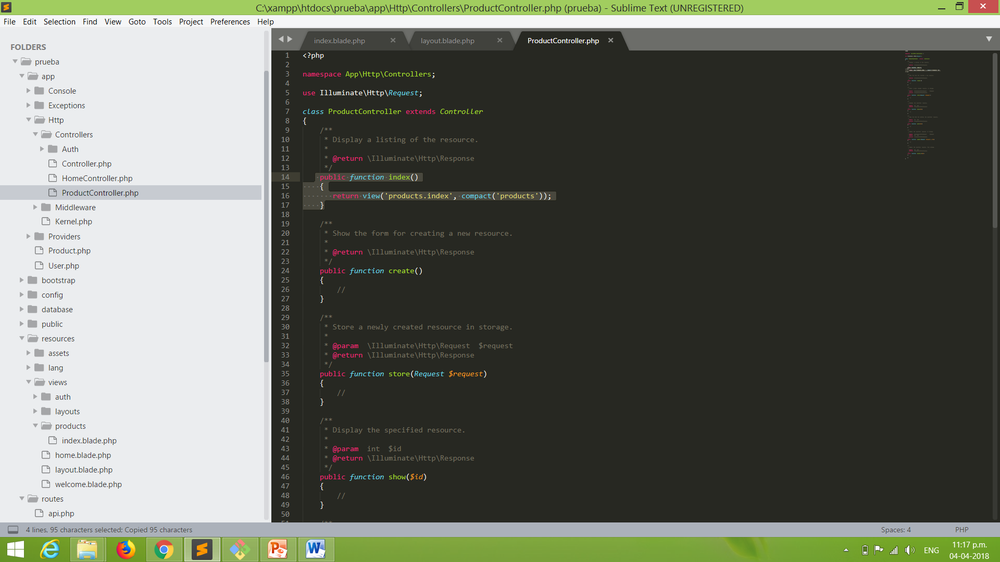 C:\xampp\htdocs\prueba\app\Http\Controllers\ProductController.php (prueba) - Sublime Text (UNREGISTERED)
File Edit Selection Find View Goto Tools Project Preferences Help
FOLDERS
prueba
app
Console
Exceptions
Http
Controllers
Auth
Controller.php
HomeController.php
ProductController.php
Middleware
Kernel.php
Providers
Product.php
User.php
bootstrap
config
database
public
resources
assets
lang
views
auth
layouts
products
index.blade.php
home.blade.php
layout.blade.php
welcome.blade.php
routes
api.php
index.blade.php layout.blade.php ProductController.php
1 <?php
2
3 namespace App\Http\Controllers;
4
5 use Illuminate\Http\Request;
6
7 class ProductController extends Controller
8 {
9 /**
10 * Display a listing of the resource.
11 *
12 * @return \Illuminate\Http\Response
13 */
14 public function index()
15 {
16 return view('products.index', compact('products'));
17 }
18
19 /**
20 * Show the form for creating a new resource.
21 *
22 * @return \Illuminate\Http\Response
23 */
24 public function create()
25 {
26 //
27 }
28
29 /**
30 * Store a newly created resource in storage.
31 *
32 * @param \Illuminate\Http\Request $request
33 * @return \Illuminate\Http\Response
34 */
35 public function store(Request $request)
36 {
37 //
38 }
39
40 /**
41 * Display the specified resource.
42 *
43 * @param int $id
44 * @return \Illuminate\Http\Response
45 */
46 public function show($id)
47 {
48 //
49 }
50
4 lines, 95 characters selected; Copied 95 characters
Spaces: 4 PHP
ENG
11:17 p.m.
04-04-2018